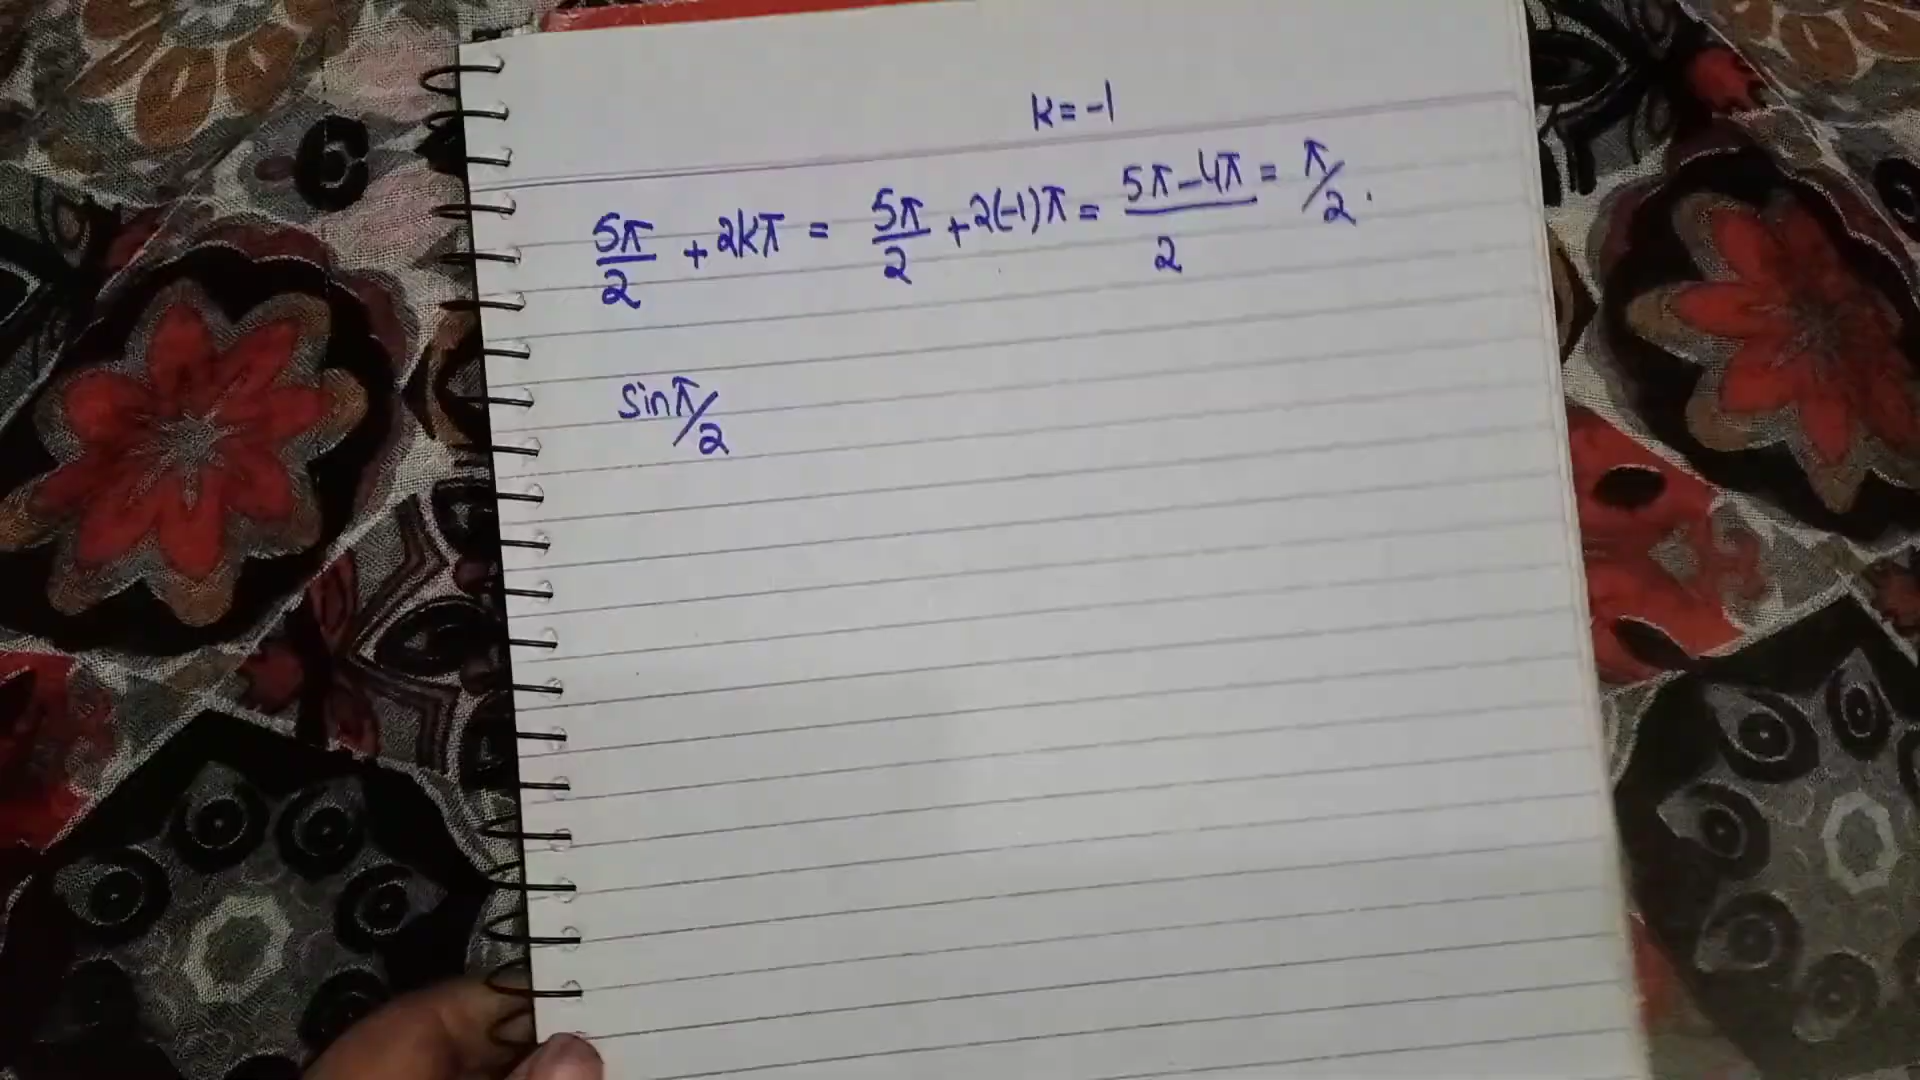 k = -1
5π/2 + 2kπ = 5π/2 + 2(-1)π = 5π-4π/2 = π/2.
sin π/2